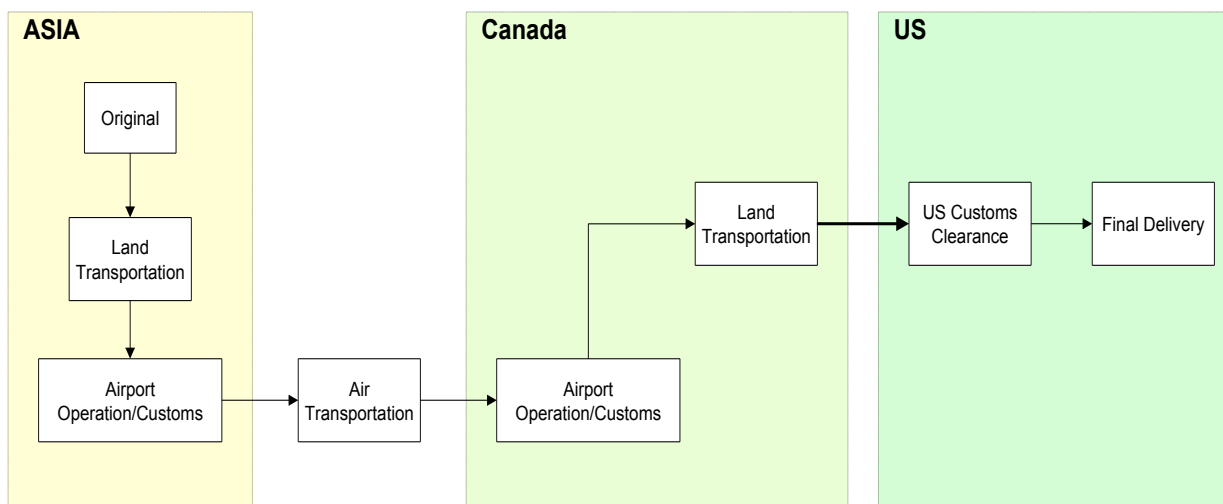 ASIA
Original
Land
Transportation
Airport
Operation/Customs
Air
Transportation
Canada
Airport
Operation/Customs
Land
Transportation
US
US Customs
Clearance
Final Delivery